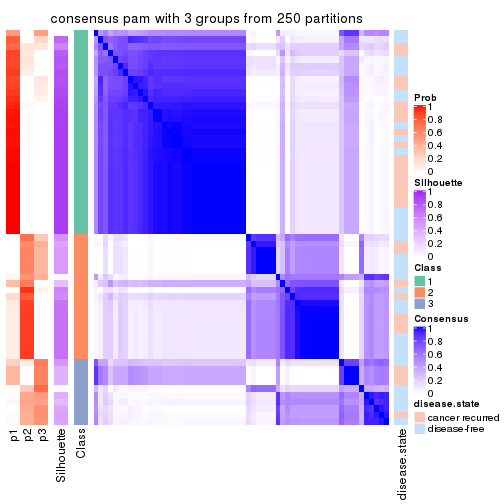 consensus pam with 3 groups from 250 partitions
Prob
1
0.8
0.6
0.4
0.2
0
Silhouette
1
0.8
0.6
0.4
0.2
0
Class
1
2
3
Consensus
1
0.8
0.6
0.4
0.2
0
disease.state
cancer recurred
disease-free
p1
p2
p3
Silhouette
Class
disease.state